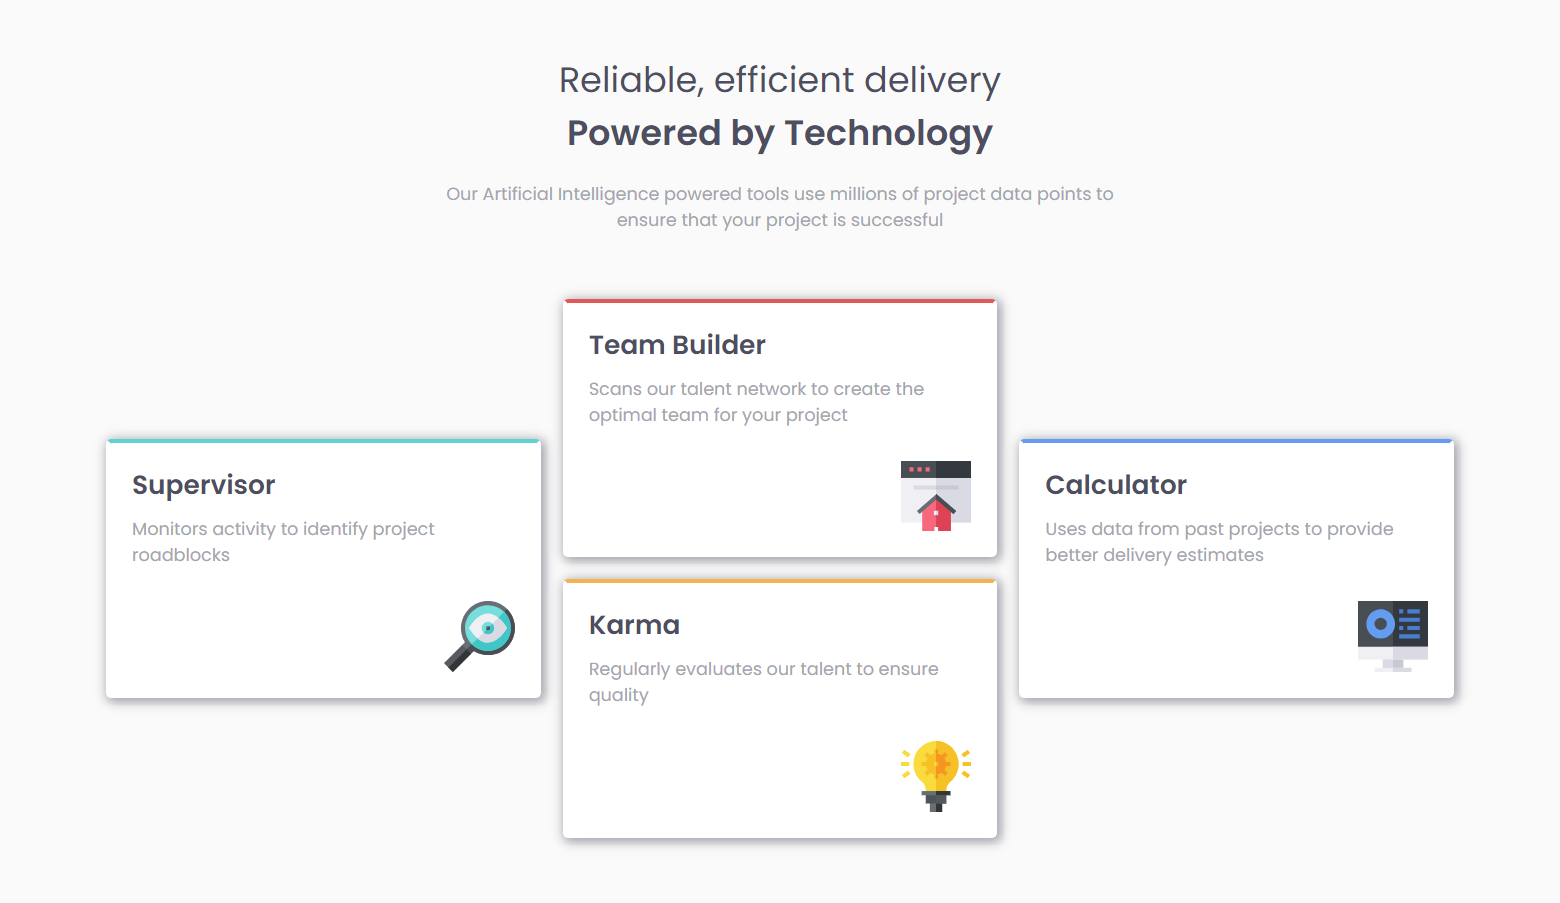 Reliable, efficient delivery
Powered by Technology
Our Artificial Intelligence powered tools use millions of project data points to
ensure that your project is successful
Supervisor
Monitors activity to identify project
roadblocks
Team Builder
Scans our talent network to create the
optimal team for your project
Karma
Regularly evaluates our talent to ensure
quality
Calculator
Uses data from past projects to provide
better delivery estimates